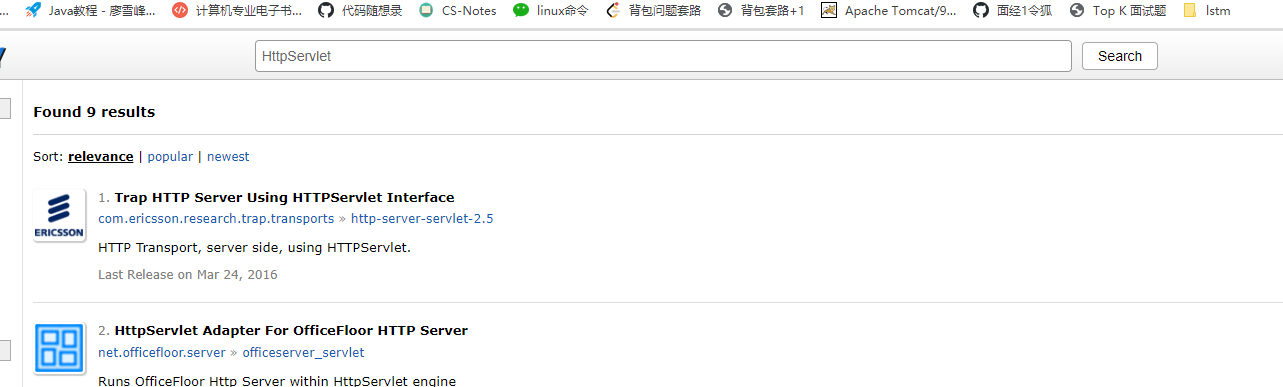 ... Java教程 - 廖雪峰... 计算机专业电子书... 代码随想录 CS-Notes linux命令 背包问题套路 背包套路+1 Apache Tomcat/9... 面经1令狐 Top K 面试题 lstm
HttpServlet Search
Found 9 results
Sort: relevance | popular | newest
1. Trap HTTP Server Using HTTPServlet Interface
com.ericsson.research.trap.transports » http-server-servlet-2.5
ERICSSON
HTTP Transport, server side, using HTTPServlet.
Last Release on Mar 24, 2016
2. HttpServlet Adapter For OfficeFloor HTTP Server
net.officefloor.server » officeserver_servlet
Runs OfficeFloor Http Server within HttpServlet engine